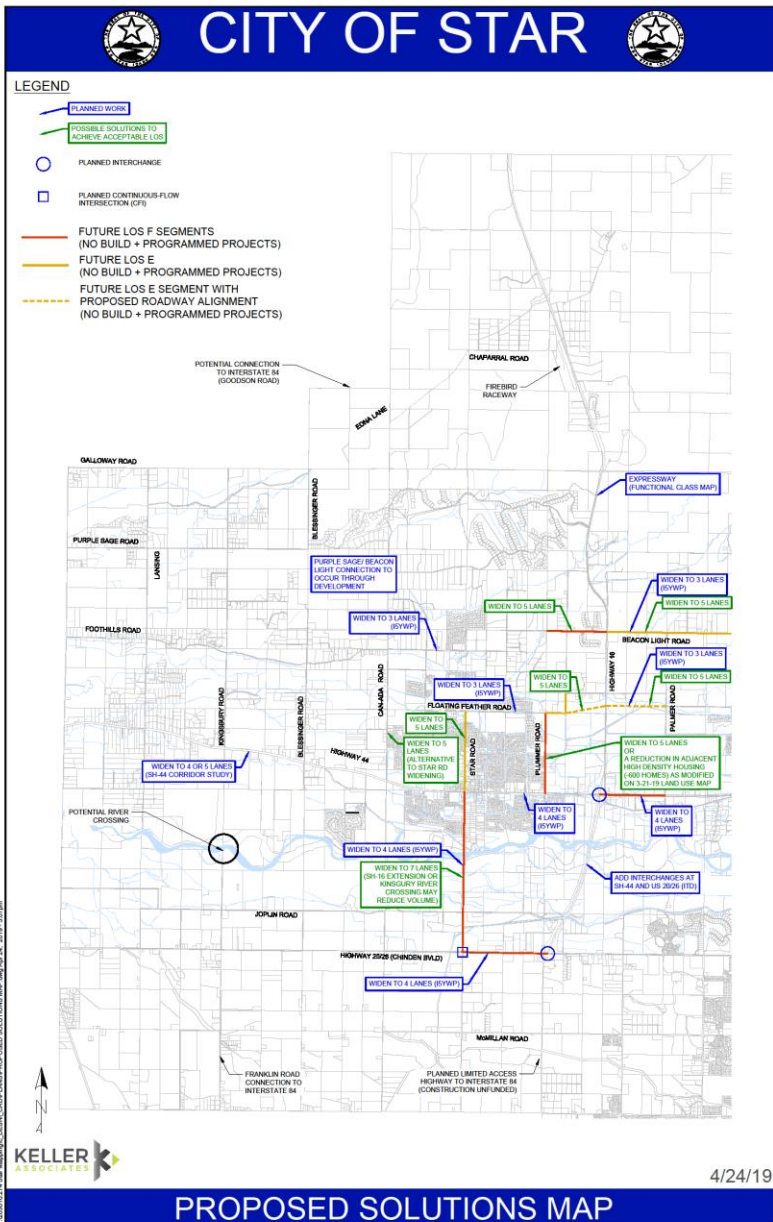 CITY OF STAR
LEGEND
PLANNED WORK
POSSIBLE SOLUTIONS TO
ACHIEVE ACCEPTABLE LOS
PLANNED INTERCHANGE
PLANNED CONTINUOUS-FLOW
INTERSECTION (CFI)
FUTURE LOS F SEGMENTS
(NO BUILD + PROGRAMMED PROJECTS)
FUTURE LOS E
(NO BUILD + PROGRAMMED PROJECTS)
FUTURE LOS E SEGMENT WITH
PROPOSED ROADWAY ALIGNMENT
(NO BUILD + PROGRAMMED PROJECTS)
CHAPARRAL ROAD
POTENTIAL CONNECTION
TO INTERSTATE 84
(GOODSON ROAD)
FIREBIRD
RACEWAY
EDNA LANE
GALLOWAY ROAD
EXPRESSWAY
(FUNCTIONAL CLASS MAP)
BLESSINGER ROAD
PURPLE SAGE ROAD
LANSING
PURPLE SAGE/ BEACON
LIGHT CONNECTION TO
OCCUR THROUGH
DEVELOPMENT
WIDEN TO 3 LANES
(I5YWP)
WIDEN TO 5 LANES
WIDEN TO 5 LANES
WIDEN TO 3 LANES
(I5YWP)
FOOTHILLS ROAD
BEACON LIGHT ROAD
WIDEN TO 3 LANES
(I5YWP)
HIGHWAY 16
CAN-ADA ROAD
WIDEN TO 3 LANES
(I5YWP)
WIDEN TO
5 LANES
WIDEN TO 5 LANES
KINGSBURY ROAD
BLESSINGER ROAD
FLOATING FEATHER ROAD
PALMER ROAD
WIDEN TO
5 LANES
STAR ROAD
PLUMMER ROAD
WIDEN TO 5
LANES
(ALTERNATIVE
TO STAR RD
WIDENING)
WIDEN TO 5 LANES
OR
A REDUCTION IN ADJACENT
HIGH DENSITY HOUSING
(-600 HOMES) AS MODIFIED
ON 3-21-19 LAND USE MAP
HIGHWAY 44
WIDEN TO 4 OR 5 LANES
(SH-44 CORRIDOR STUDY)
POTENTIAL RIVER
CROSSING
WIDEN TO
4 LANES
(I5YWP)
WIDEN TO
4 LANES
(I5YWP)
WIDEN TO 4 LANES (I5YWP)
WIDEN TO 7 LANES
(SH-16 EXTENSION OR
KINGSURY RIVER
CROSSING MAY
REDUCE VOLUME)
ADD INTERCHANGES AT
SH-44 AND US 20/26 (ITD)
JOPLIN ROAD
HIGHWAY 20/26 (CHINDEN BVLD)
WIDEN TO 4 LANES (I5YWP)
McMILLAN ROAD
FRANKLIN ROAD
CONNECTION TO
INTERSTATE 84
PLANNED LIMITED ACCESS
HIGHWAY TO INTERSTATE 84
(CONSTRUCTION UNFUNDED)
N
KELLER
ASSOCIATES
4/24/19
PROPOSED SOLUTIONS MAP